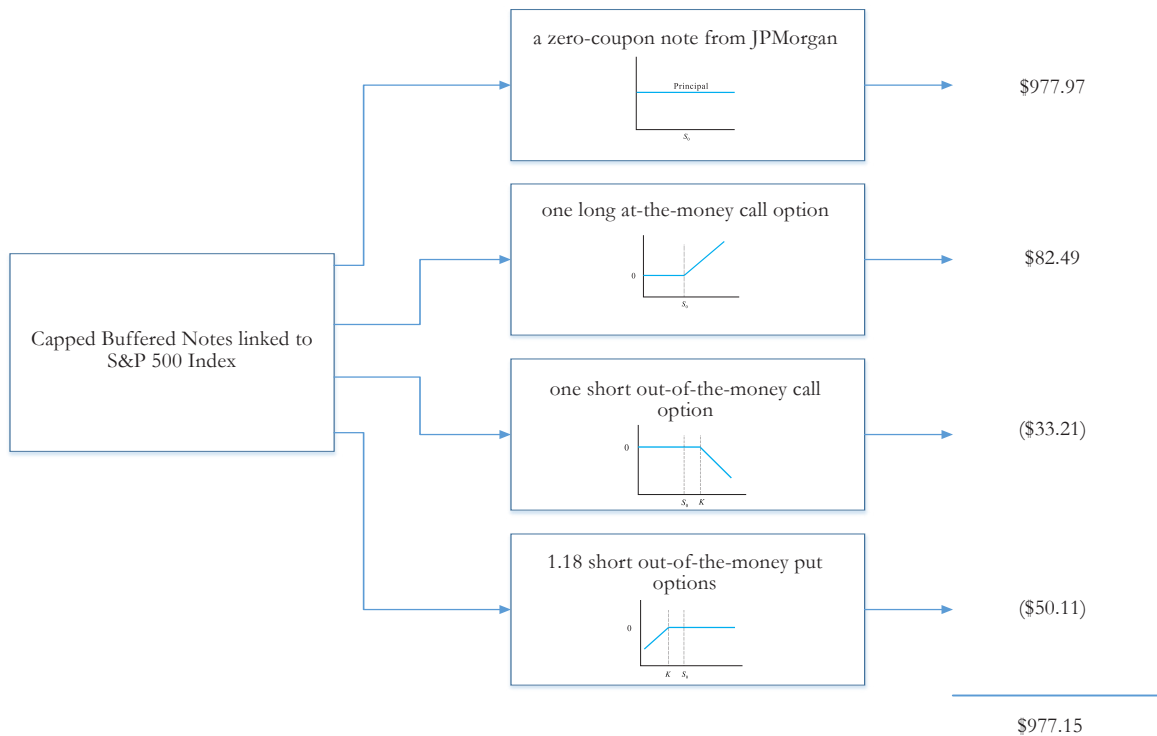 a zero-coupon note from JPMorgan
Principal
S₀
$977.97
one long at-the-money call option
0
S₀
$82.49
Capped Buffered Notes linked to
S&P 500 Index
one short out-of-the-money call
option
0
S₀ K
($33.21)
1.18 short out-of-the-money put
options
0
K S₀
($50.11)
$977.15